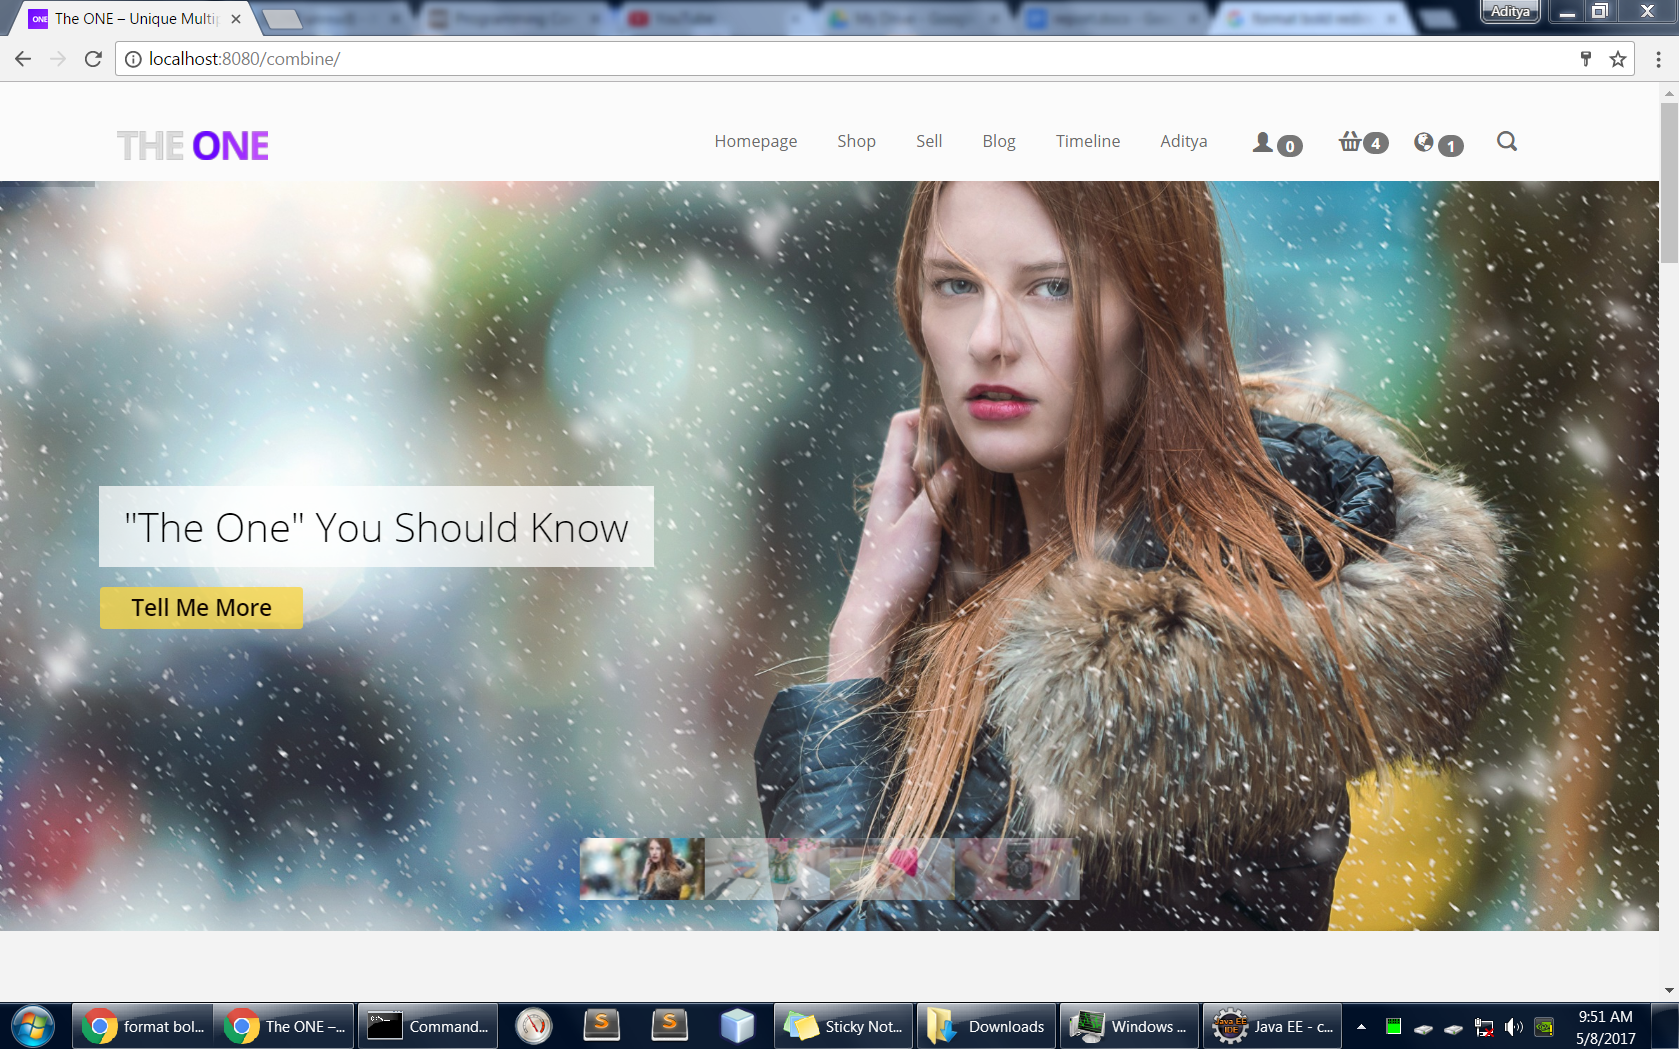 The ONE – Unique Multip
YouTube
Aditya
localhost:8080/combine/
THE ONE
Homepage Shop Sell Blog Timeline Aditya 0 4 1
"The One" You Should Know
Tell Me More
format bol... The ONE –... Command... Sticky Not... Downloads Windows ... Java EE - c...
9:51 AM
5/8/2017